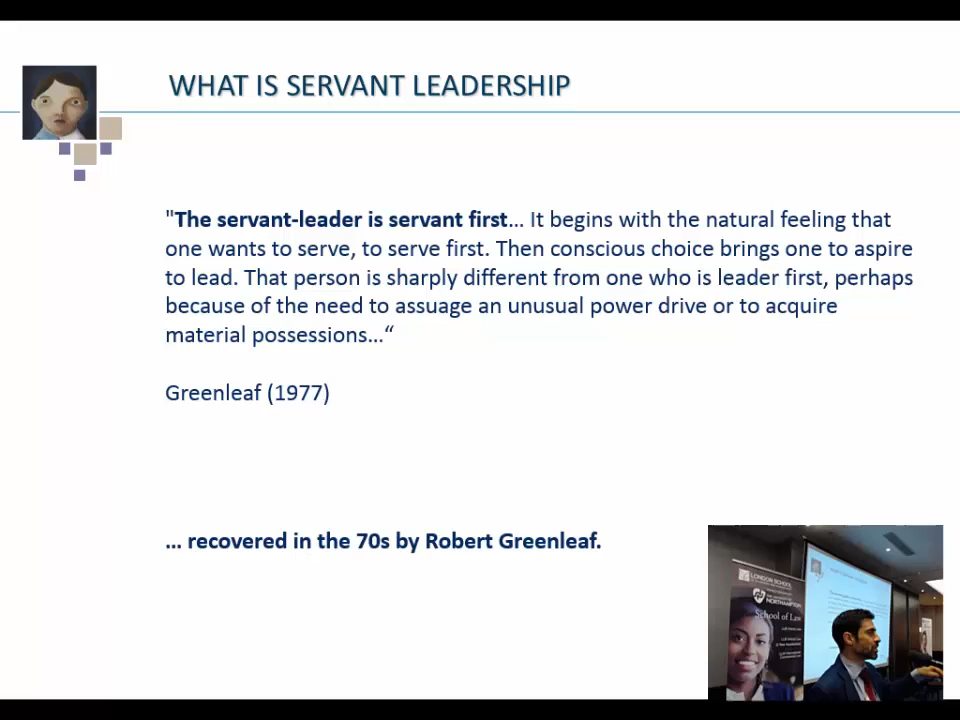 WHAT IS SERVANT LEADERSHIP
"The servant-leader is servant first… It begins with the natural feeling that
one wants to serve, to serve first. Then conscious choice brings one to aspire
to lead. That person is sharply different from one who is leader first, perhaps
because of the need to assuage an unusual power drive or to acquire
material possessions…“
Greenleaf (1977)
... recovered in the 70s by Robert Greenleaf.
LONDON SCHOOL
NORTHAMPTON
School of Law